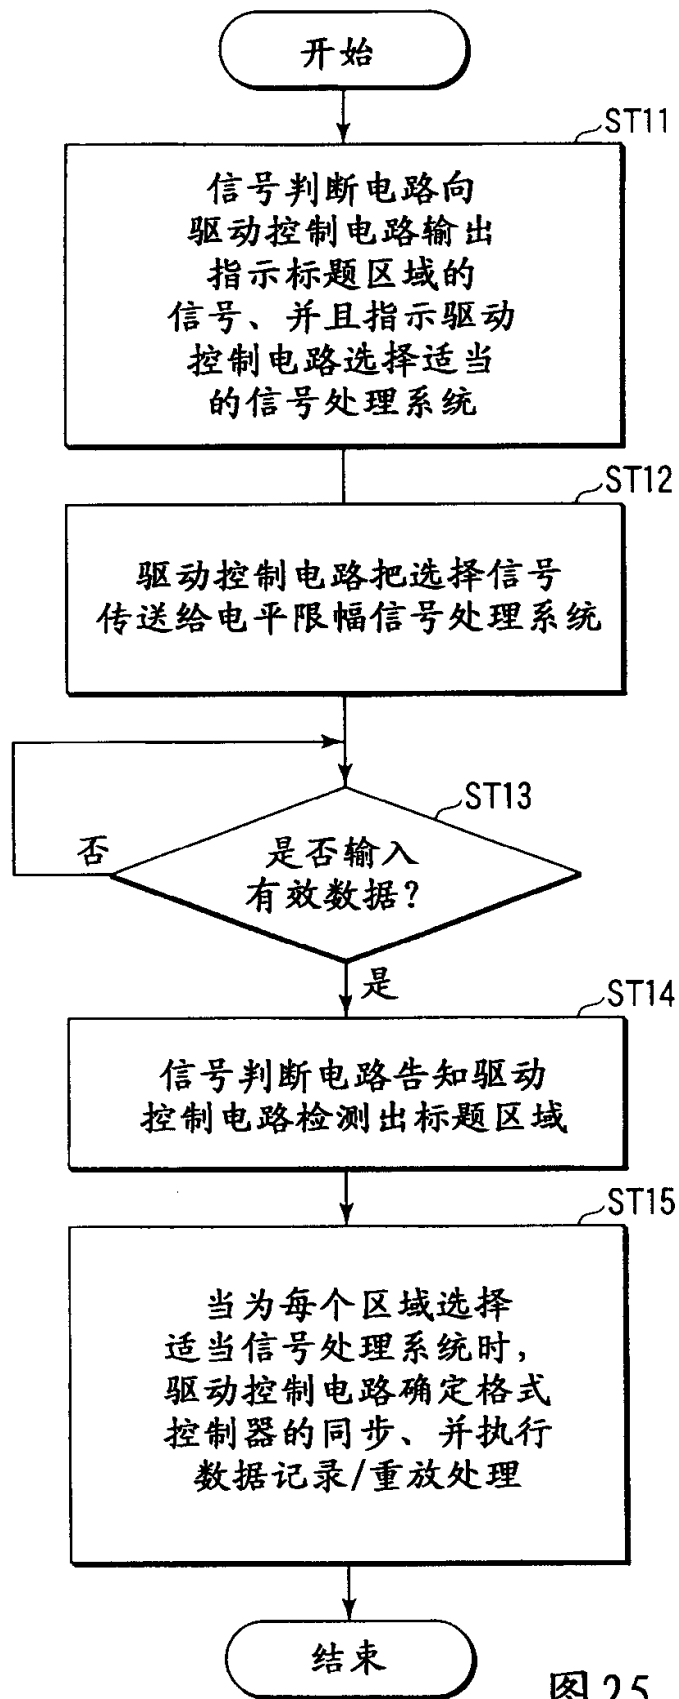 开始
ST11
信号判断电路向
驱动控制电路输出
指示标题区域的
信号、并且指示驱动
控制电路选择适当
的信号处理系统
ST12
驱动控制电路把选择信号
传送给电平限幅信号处理系统
ST13
是否输入
有效数据?
否
是
ST14
信号判断电路告知驱动
控制电路检测出标题区域
ST15
当为每个区域选择
适当信号处理系统时,
驱动控制电路确定格式
控制器的同步、并执行
数据记录/重放处理
结束
图25